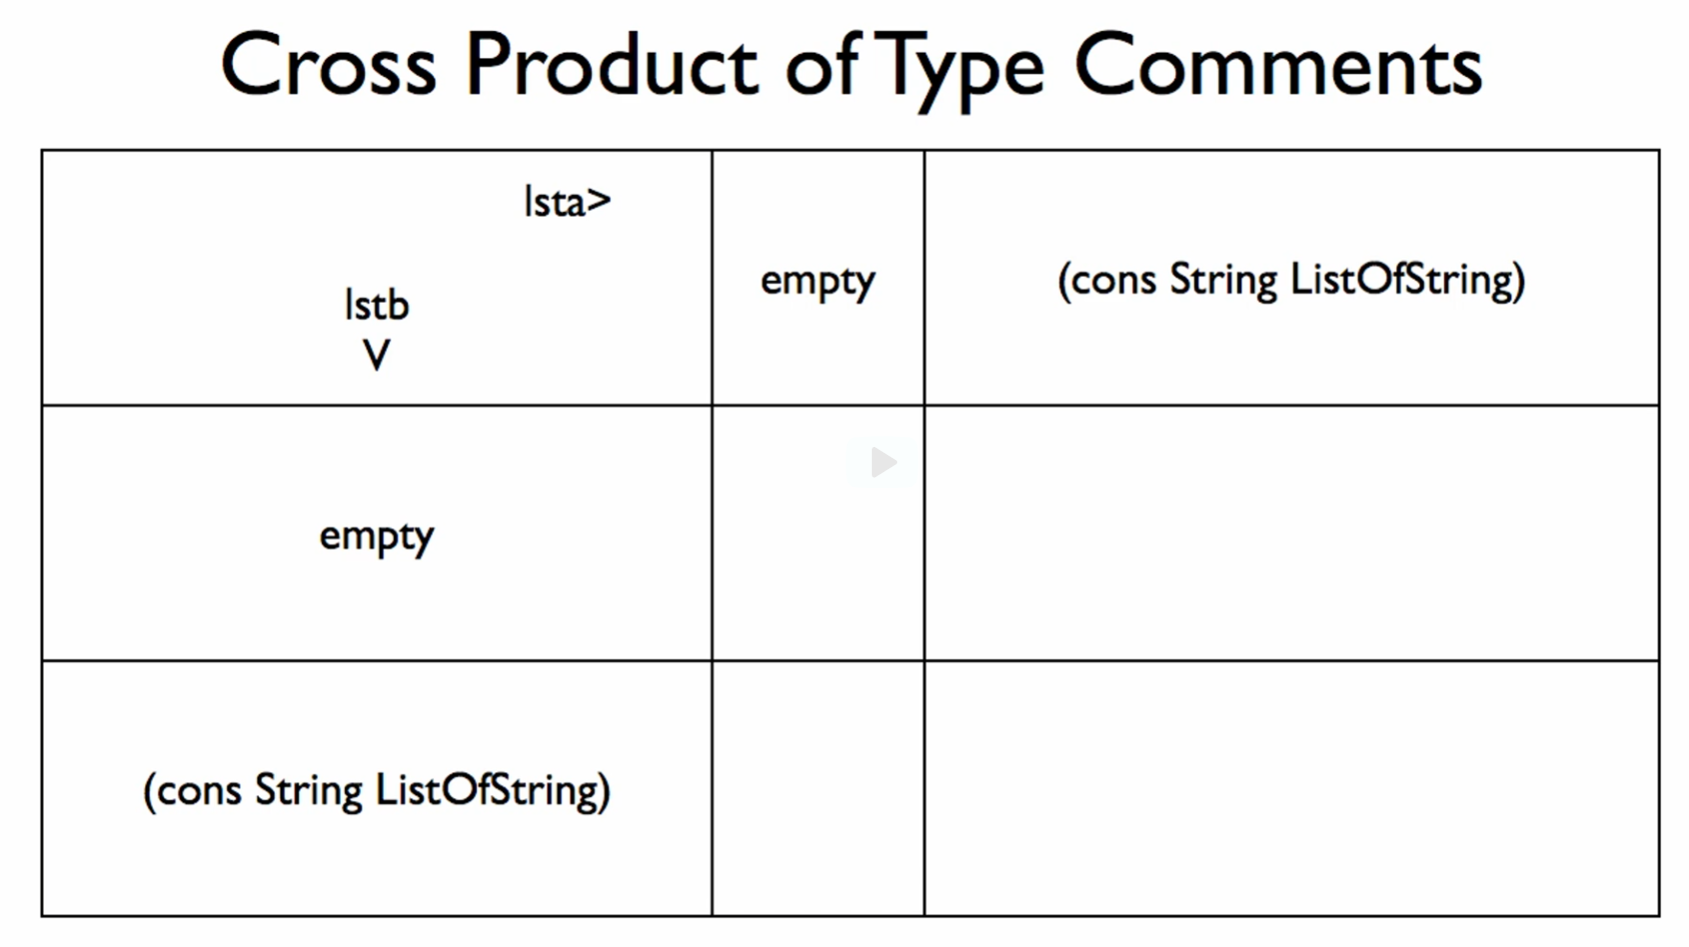 Cross Product of Type Comments
lsta>
lstb
V
empty
(cons String ListOfString)
empty
(cons String ListOfString)